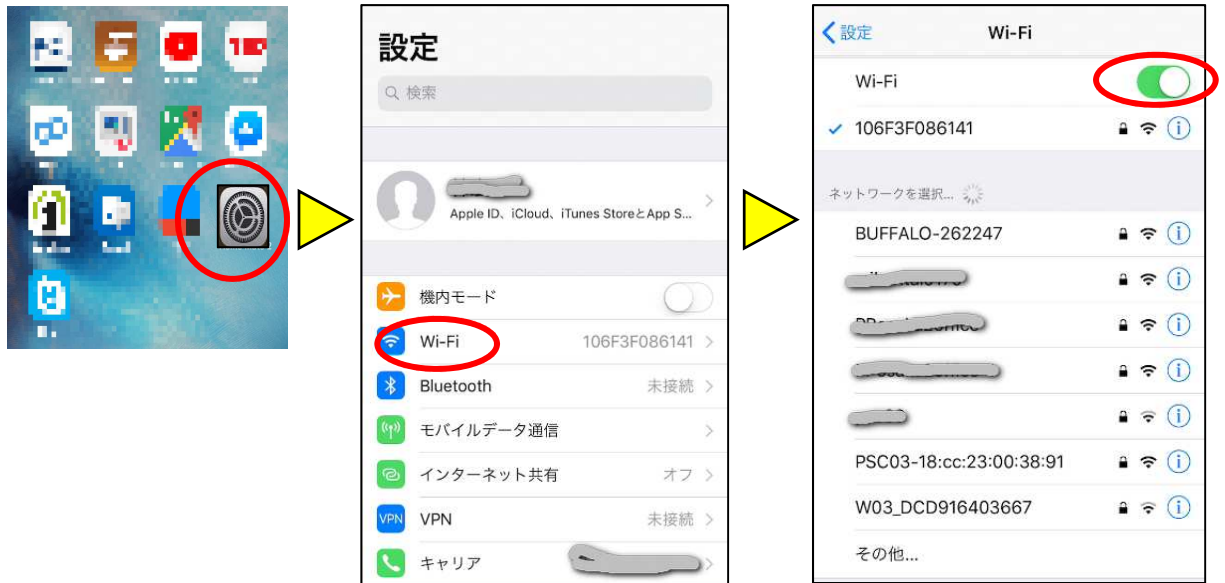 設定
検索
Apple ID、iCloud、iTunes StoreとApp S...
機内モード
Wi-Fi 106F3F086141
Bluetooth 未接続
モバイルデータ通信
インターネット共有 オフ
VPN VPN 未接続
キャリア
設定 Wi-Fi
Wi-Fi
106F3F086141
ネットワークを選択...
BUFFALO-262247
PSC03-18:cc:23:00:38:91
W03_DCD916403667
その他...